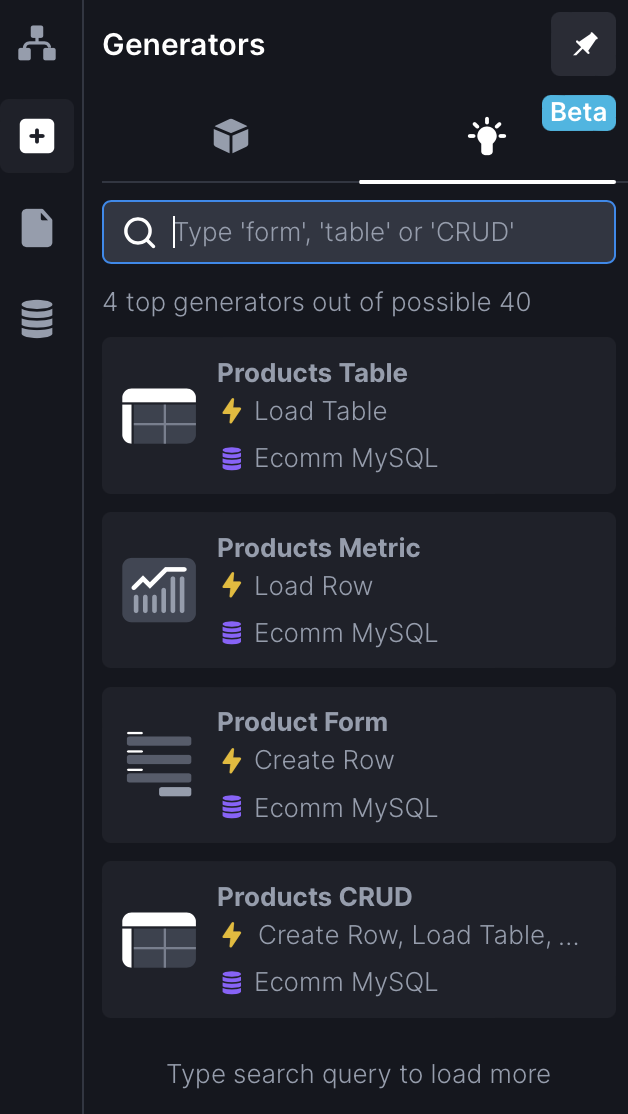 Generators
Beta
Type 'form', 'table' or 'CRUD'
4 top generators out of possible 40
Products Table
Load Table
Ecomm MySQL
Products Metric
Load Row
Ecomm MySQL
Product Form
Create Row
Ecomm MySQL
Products CRUD
Create Row, Load Table, ...
Ecomm MySQL
Type search query to load more